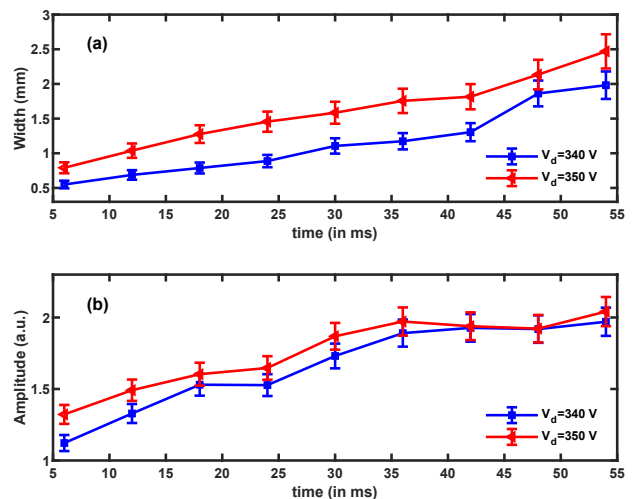 3
2.5
2
1.5
1
0.5
Width (mm)
(a)
V_d=340 V
V_d=350 V
5 10 15 20 25 30 35 40 45 50 55
time (in ms)
2
1.5
1
Amplitude (a.u.)
(b)
V_d=340 V
V_d=350 V
5 10 15 20 25 30 35 40 45 50 55
time (in ms)